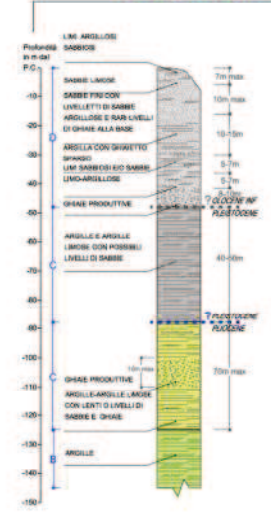 LIMI ARGILLOSI
Profondità SABBIOSI
in m dal
P.C.
SABBIE LIMOSE
7m max
-10
SABBIE FINI CON
LIVELLETTI DI SABBIE
10m max
-20
ARGILLOSE E RARI LIVELLI
DI GHIAIE ALLA BASE
D
10-15m
ARGILLA CON GHIAIETTO
SPARSO
-30
LIMI SABBIOSI E/O SABBIE
5-7m
LIMO-ARGILLOSE
5-7m
-40
GHIAIE PRODUTTIVE
? OLOCENE INF
PLEISTOCENE
-50
-60
ARGILLE E ARGILLE
LIMOSE CON POSSIBILI
LIVELLI DI SABBIE
C
40-50m
-70
-80
? PLEISTOCENE
PLIOCENE
-90
-100
10m max
C
GHIAIE PRODUTTIVE
70m max
-110
ARGILLE-ARGILLE LIMOSE
CON LENTI O LIVELLI DI
SABBIE E GHIAIE
-120
-130
ARGILLE
B
-140
-150